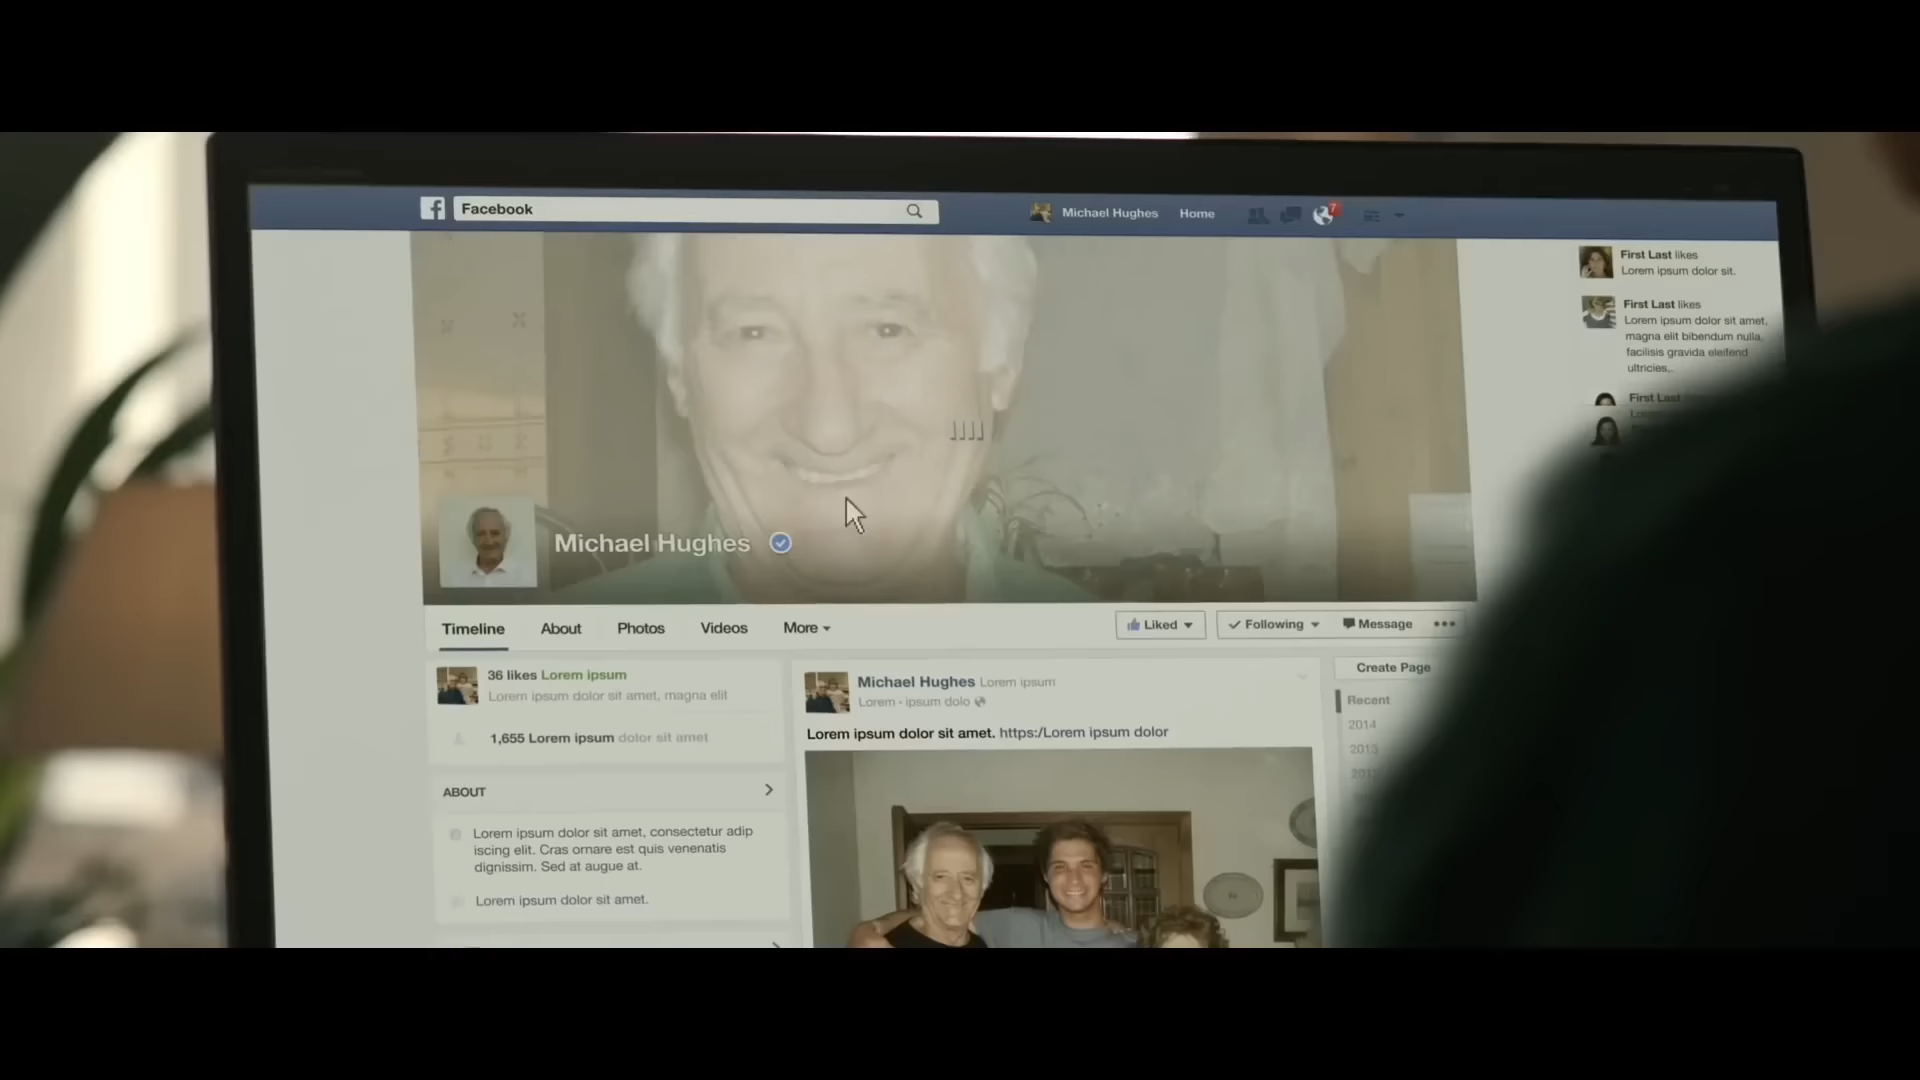 Facebook
Michael Hughes Home
7
First Last likes
Lorem ipsum dolor sit.
First Last likes
Lorem ipsum dolor sit amet,
magna elit bibendum nulla,
facilisis gravida eleifend
ultricies,.
First Last
Michael Hughes
Timeline About Photos Videos More
Liked Following Message
36 likes Lorem ipsum
Lorem ipsum dolor sit amet, magna elit
1,655 Lorem ipsum dolor sit amet
ABOUT
Lorem ipsum dolor sit amet, consectetur adip
iscing elit. Cras ornare est quis venenatis
dignissim. Sed at augue at.
Lorem ipsum dolor sit amet.
Michael Hughes Lorem ipsum
Lorem · ipsum dolo
Lorem ipsum dolor sit amet. https:/Lorem ipsum dolor
Create Page
Recent
2014
2013